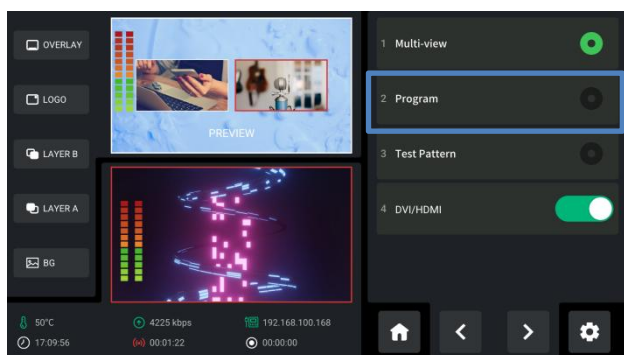 OVERLAY
LOGO
LAYER B
LAYER A
BG
PREVIEW
50°C
4225 kbps
192.168.100.168
17:09:56
00:01:22
00:00:00
1 Multi-view
2 Program
3 Test Pattern
4 DVI/HDMI